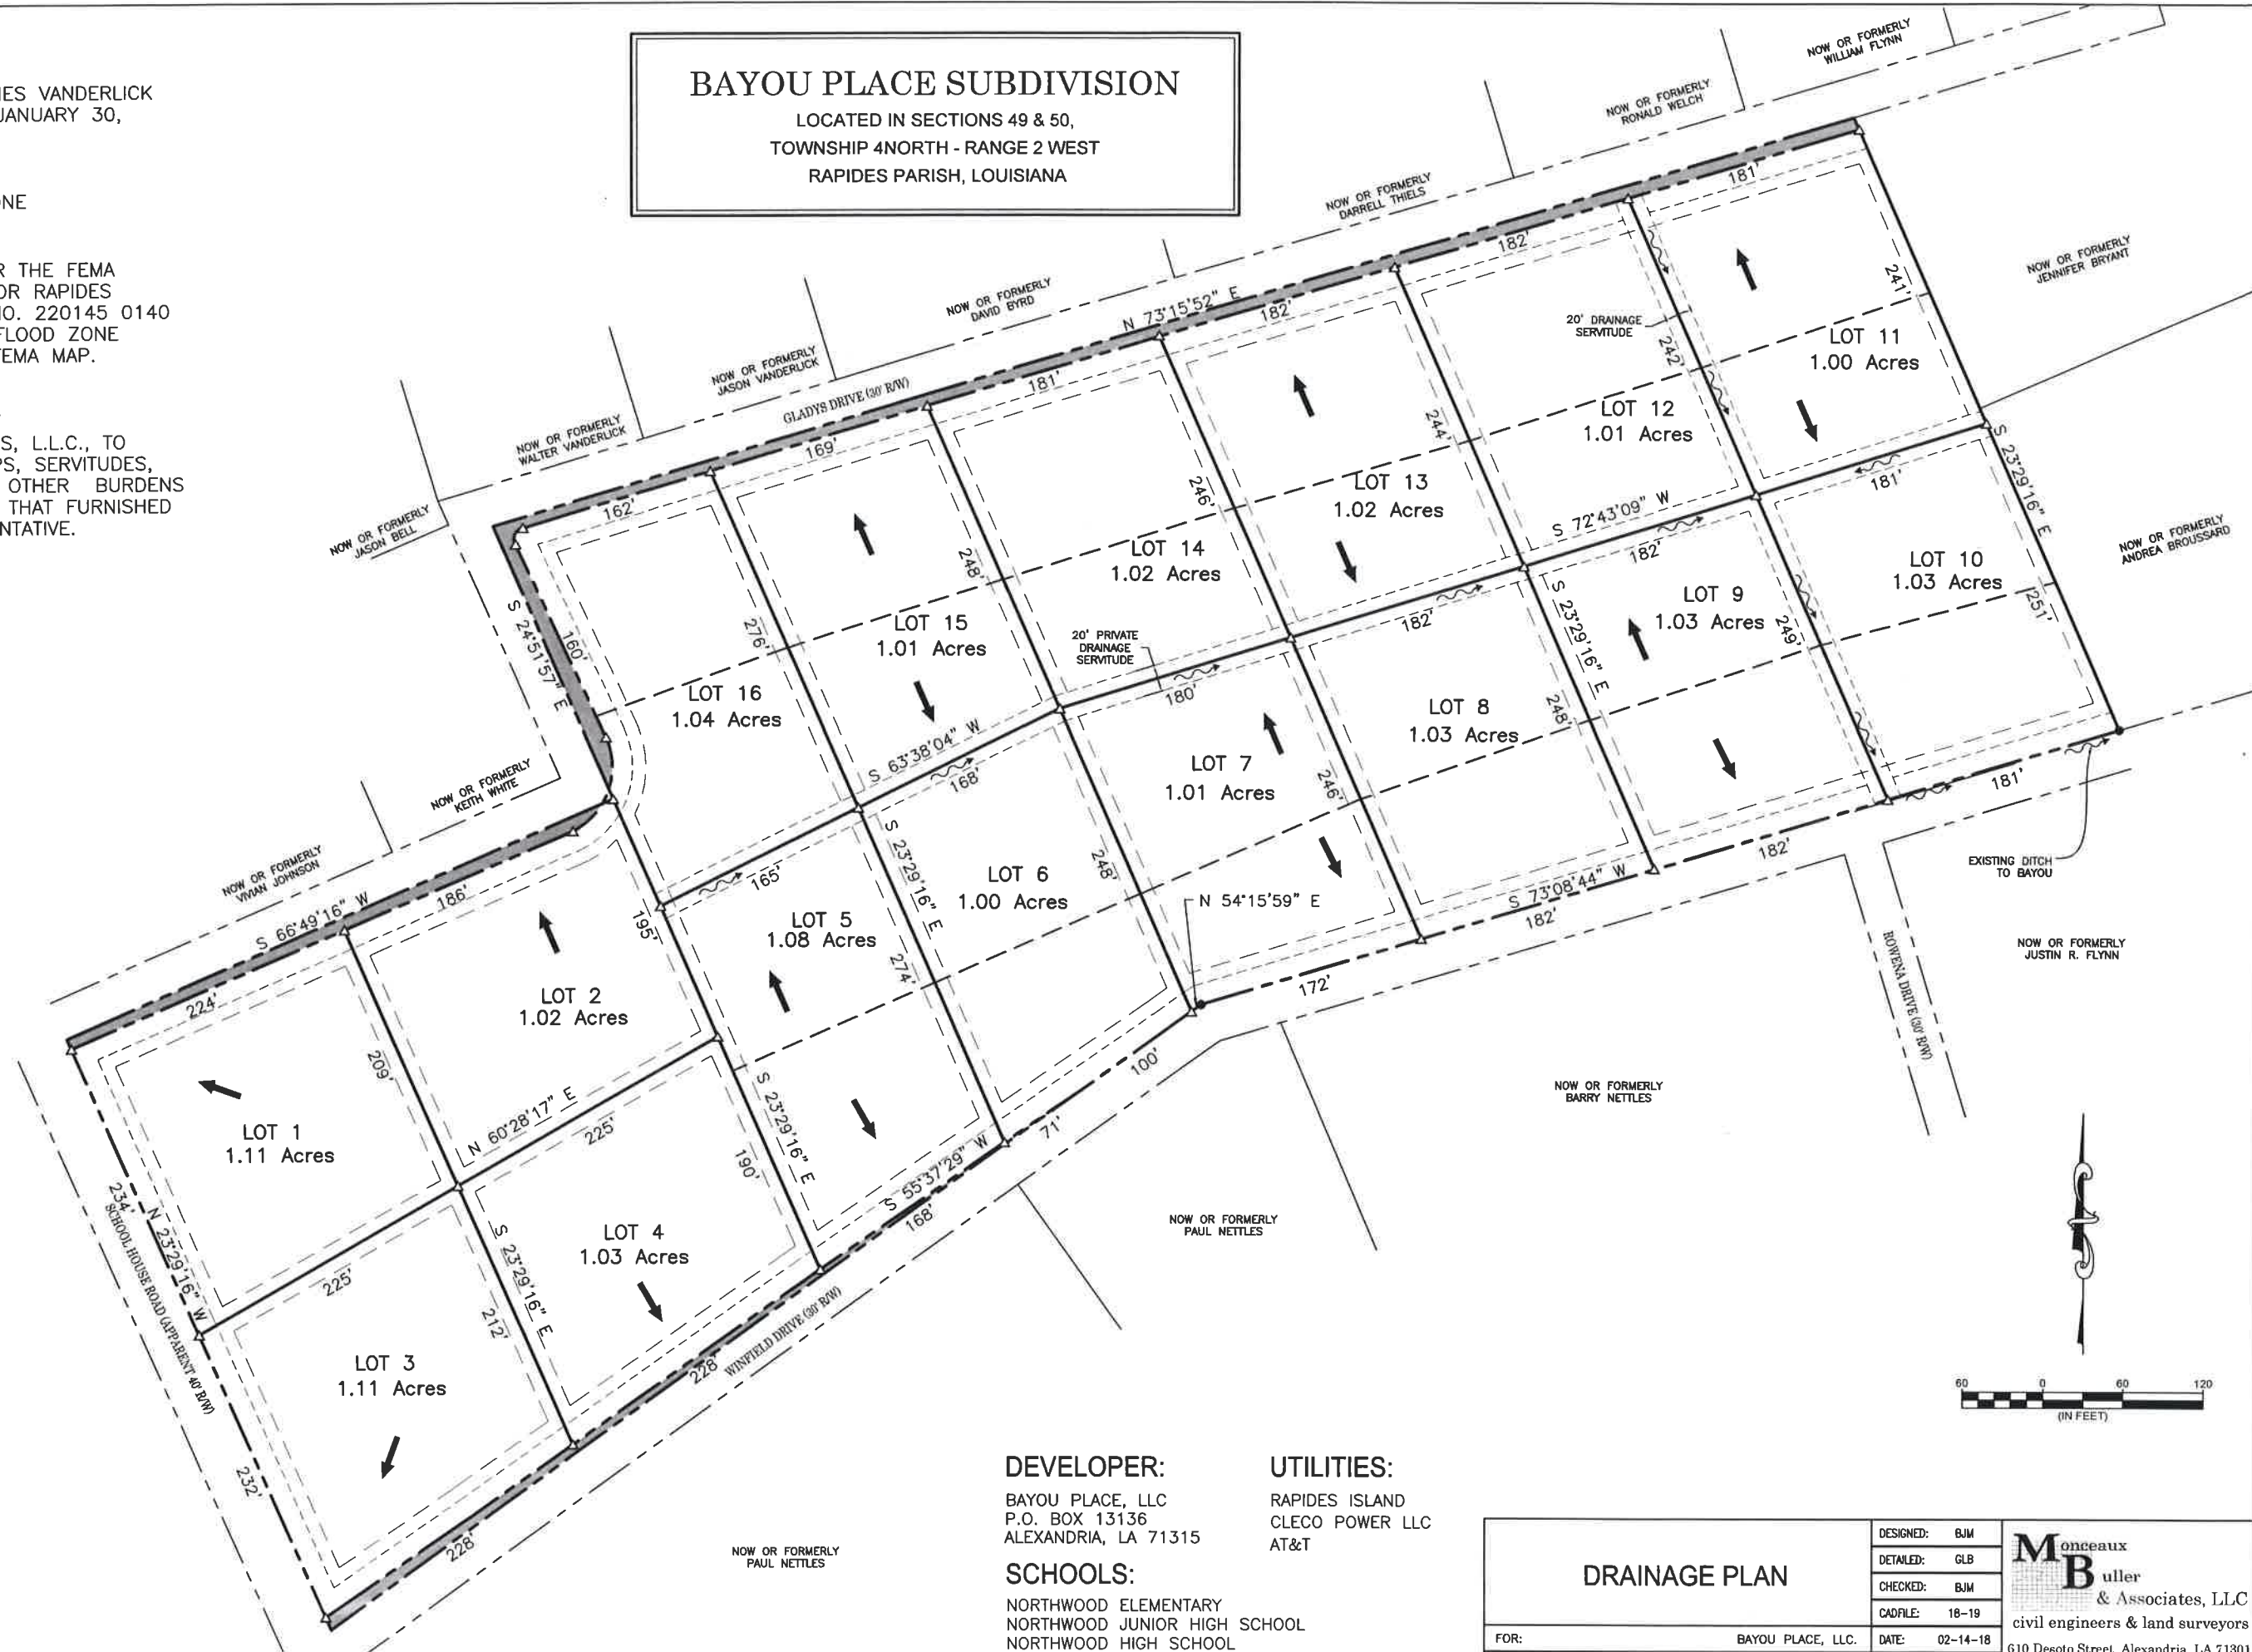 IES VANDERLICK
JANUARY 30,
NE
R THE FEMA
OR RAPIDES
NO. 220145 0140
FLOOD ZONE
FEMA MAP.
S, L.L.C., TO
PS, SERVITUDES,
OTHER BURDENS
THAT FURNISHED
NTATIVE.
BAYOU PLACE SUBDIVISION
LOCATED IN SECTIONS 49 & 50,
TOWNSHIP 4NORTH - RANGE 2 WEST
RAPIDES PARISH, LOUISIANA
NOW OR FORMERLY
WILLIAM FLYNN
NOW OR FORMERLY
RONALD WELCH
NOW OR FORMERLY
DARRELL THIELS
NOW OR FORMERLY
DAVID BYRD
NOW OR FORMERLY
JASON VANDERLICK
NOW OR FORMERLY
WALTER VANDERLICK
NOW OR FORMERLY
JASON BELL
NOW OR FORMERLY
KEITH WHITE
NOW OR FORMERLY
VIVIAN JOHNSON
NOW OR FORMERLY
JENNIFER BRYANT
NOW OR FORMERLY
ANDREA BROUSSARD
GLADYS DRIVE (30' R/W)
N 73°15'52" E
162'
169'
181'
182'
182'
181'
20' DRAINAGE
SERVITUDE
LOT 11
1.00 Acres
241'
LOT 12
1.01 Acres
242'
LOT 13
1.02 Acres
244'
LOT 14
1.02 Acres
246'
LOT 15
1.01 Acres
248'
LOT 16
1.04 Acres
276'
160'
S 24°51'57" E
20' PRIVATE
DRAINAGE
SERVITUDE
S 72°43'09" W
181'
182'
182'
180'
S 63°38'04" W
168'
165'
S 23°29'16" E
LOT 10
1.03 Acres
251'
LOT 9
1.03 Acres
249'
S 23°29'16" E
LOT 8
1.03 Acres
248'
LOT 7
1.01 Acres
246'
LOT 6
1.00 Acres
248'
S 23°29'16" E
LOT 5
1.08 Acres
274'
N 54°15'59" E
S 66°49'16" W
186'
224'
195'
LOT 2
1.02 Acres
209'
LOT 1
1.11 Acres
N 60°28'17" E
225'
225'
S 23°29'16" E
190'
LOT 4
1.03 Acres
S 23°29'16" E
212'
LOT 3
1.11 Acres
234'
N 23°29'16" W
SCHOOL HOUSE ROAD (APPARENT 40' R/W)
232'
228'
228'
WINFIELD DRIVE (30' R/W)
S 55°37'29" W
168'
71'
100'
172'
S 73°08'44" W
182'
182'
181'
EXISTING DITCH
TO BAYOU
ROWENA DRIVE (30' R/W)
NOW OR FORMERLY
JUSTIN R. FLYNN
NOW OR FORMERLY
BARRY NETTLES
NOW OR FORMERLY
PAUL NETTLES
NOW OR FORMERLY
PAUL NETTLES
60 0 60 120
(IN FEET)
DEVELOPER:
BAYOU PLACE, LLC
P.O. BOX 13136
ALEXANDRIA, LA 71315
UTILITIES:
RAPIDES ISLAND
CLECO POWER LLC
AT&T
SCHOOLS:
NORTHWOOD ELEMENTARY
NORTHWOOD JUNIOR HIGH SCHOOL
NORTHWOOD HIGH SCHOOL
DRAINAGE PLAN
FOR: BAYOU PLACE, LLC.
DESIGNED: BJM
DETAILED: GLB
CHECKED: BJM
CADFILE: 18-19
DATE: 02-14-18
Monceaux
Buller
& Associates, LLC
civil engineers & land surveyors
610 Desoto Street, Alexandria, LA 71301